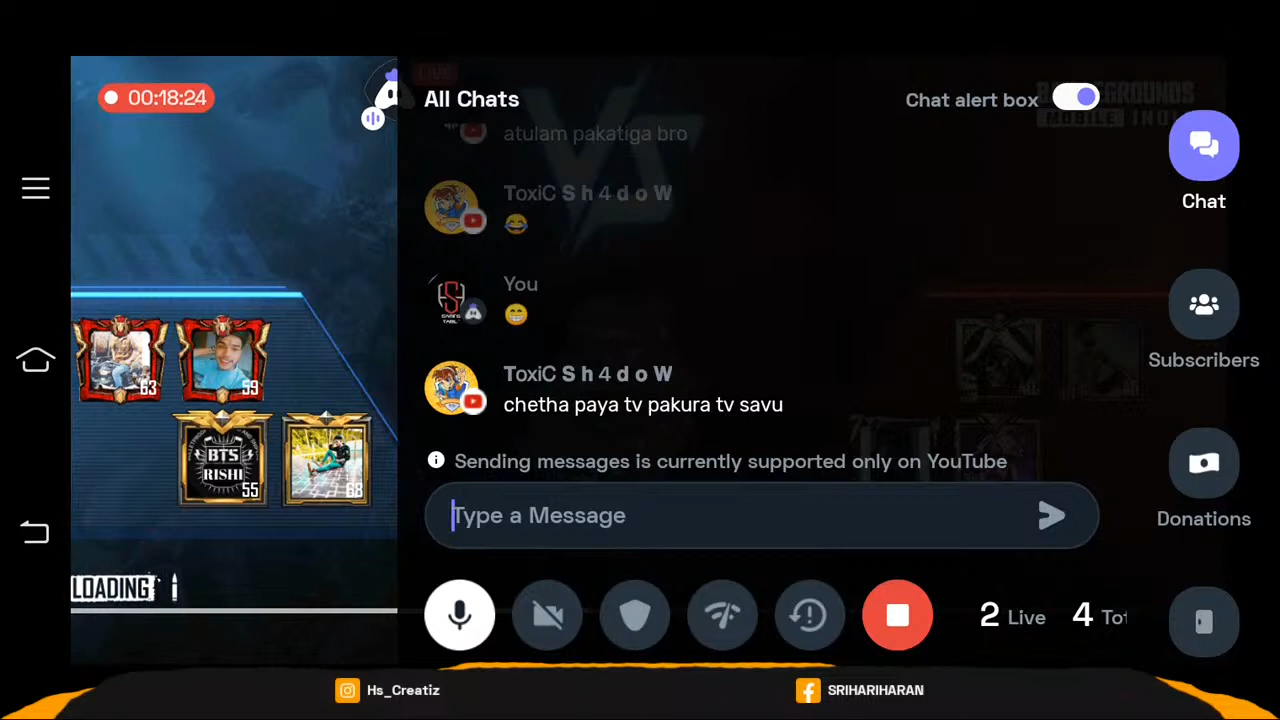 00:18:24
All Chats
Chat alert box
atulam pakatiga bro
ToxiC S h 4 d o W
😂
You
😁
ToxiC S h 4 d o W
chetha paya tv pakura tv savu
Sending messages is currently supported only on YouTube
Type a Message
Chat
Subscribers
Donations
63
59
BTS
RISHI
55
68
LOADING
2 Live
4 Tot
Hs_Creatiz
SRIHARIHARAN